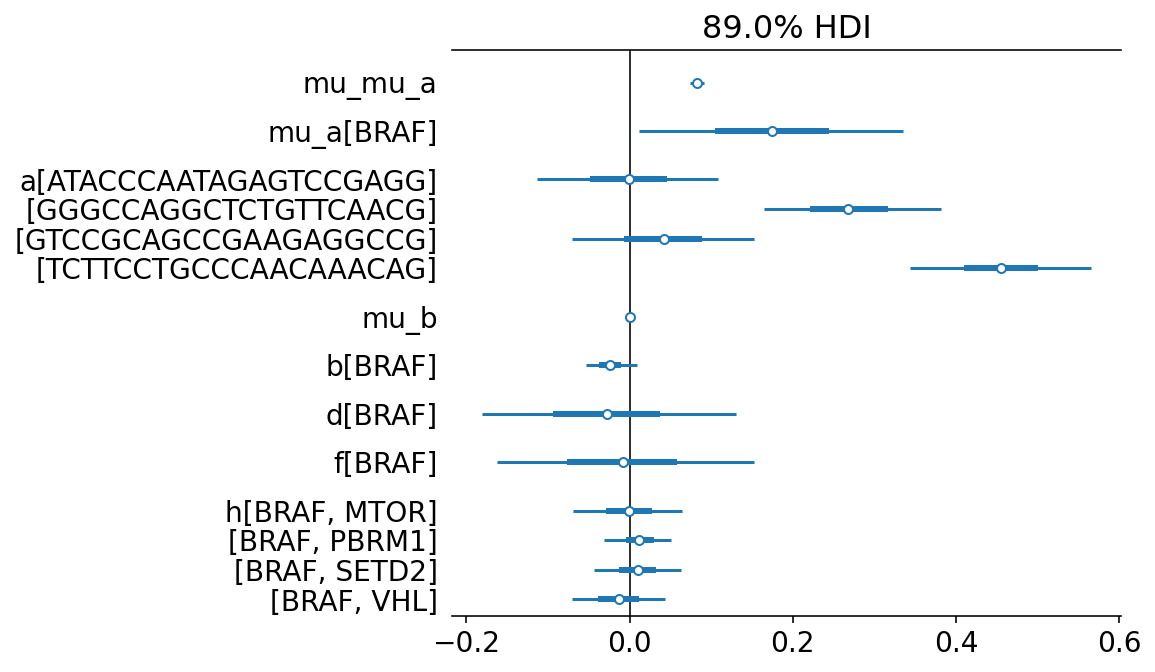 89.0% HDI
mu_mu_a
mu_a[BRAF]
a[ATACCCAATAGAGTCCGAGG]
[GGGCCAGGCTCTGTTCAACG]
[GTCCGCAGCCGAAGAGGCCG]
[TCTTCCTGCCCAACAAACAG]
mu_b
b[BRAF]
d[BRAF]
f[BRAF]
h[BRAF, MTOR]
[BRAF, PBRM1]
[BRAF, SETD2]
[BRAF, VHL]
−0.2 0.0 0.2 0.4 0.6